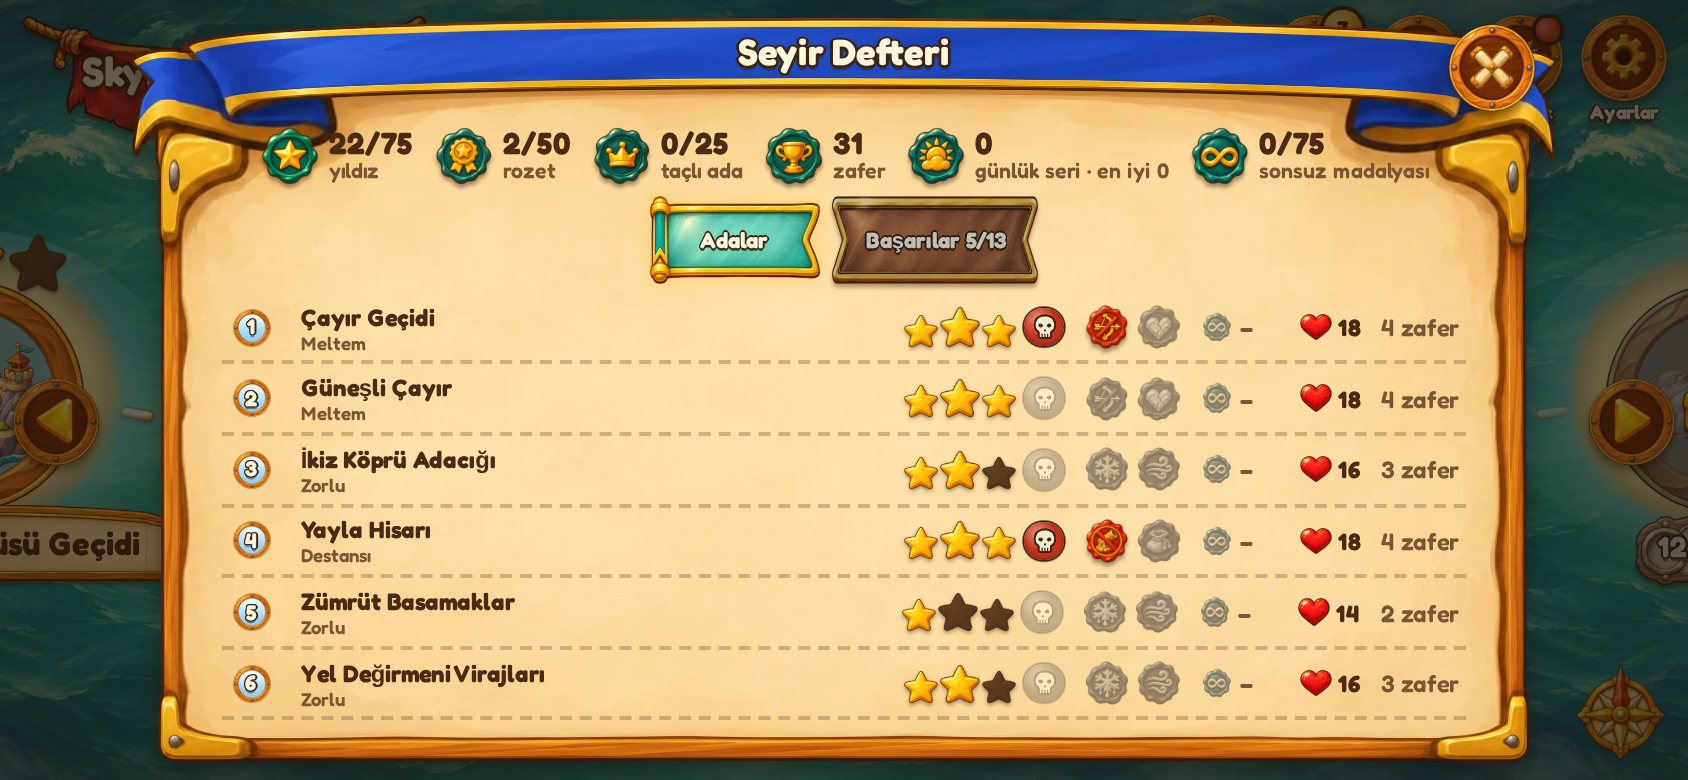 Seyir Defteri
Sky
Ayarlar
22/75
yıldız
2/50
rozet
0/25
taçlı ada
31
zafer
0
günlük seri · en iyi 0
0/75
sonsuz madalyası
Adalar
Başarılar 5/13
1
Çayır Geçidi
Meltem
–
18
4 zafer
2
Güneşli Çayır
Meltem
–
18
4 zafer
3
İkiz Köprü Adacığı
Zorlu
–
16
3 zafer
4
Yayla Hisarı
Destansı
–
18
4 zafer
5
Zümrüt Basamaklar
Zorlu
–
14
2 zafer
6
Yel Değirmeni Virajları
Zorlu
–
16
3 zafer
Geçidi
12